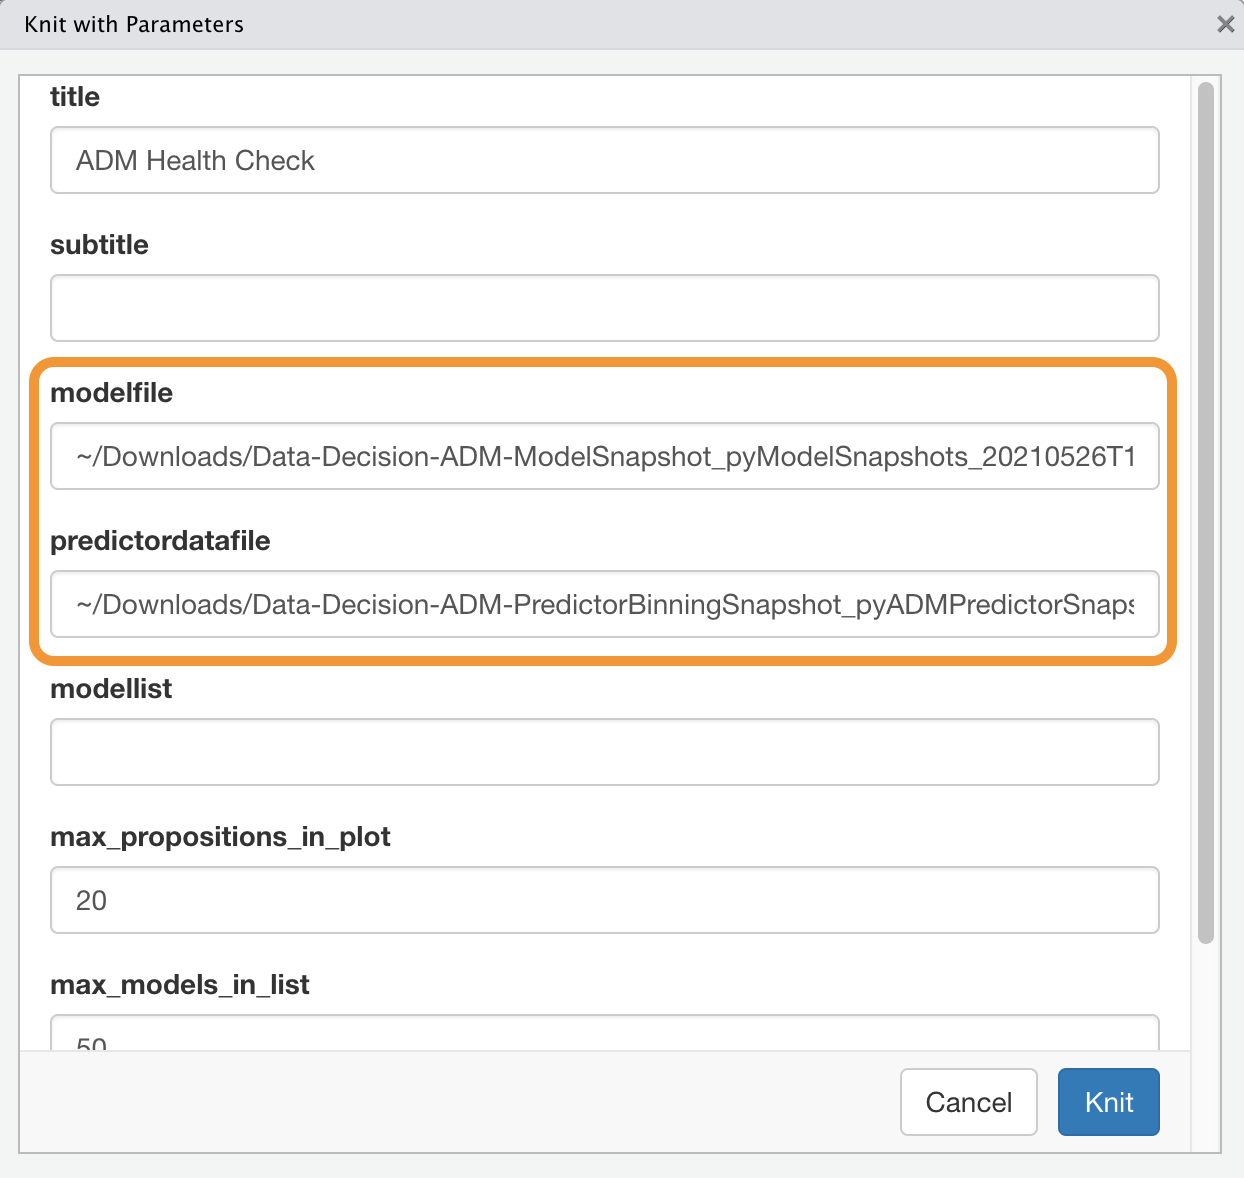 Knit with Parameters
title
ADM Health Check
subtitle
modelfile
~/Downloads/Data-Decision-ADM-ModelSnapshot_pyModelSnapshots_20210526T1
predictordatafile
~/Downloads/Data-Decision-ADM-PredictorBinningSnapshot_pyADMPredictorSnaps
modellist
max_propositions_in_plot
20
max_models_in_list
50
Cancel
Knit